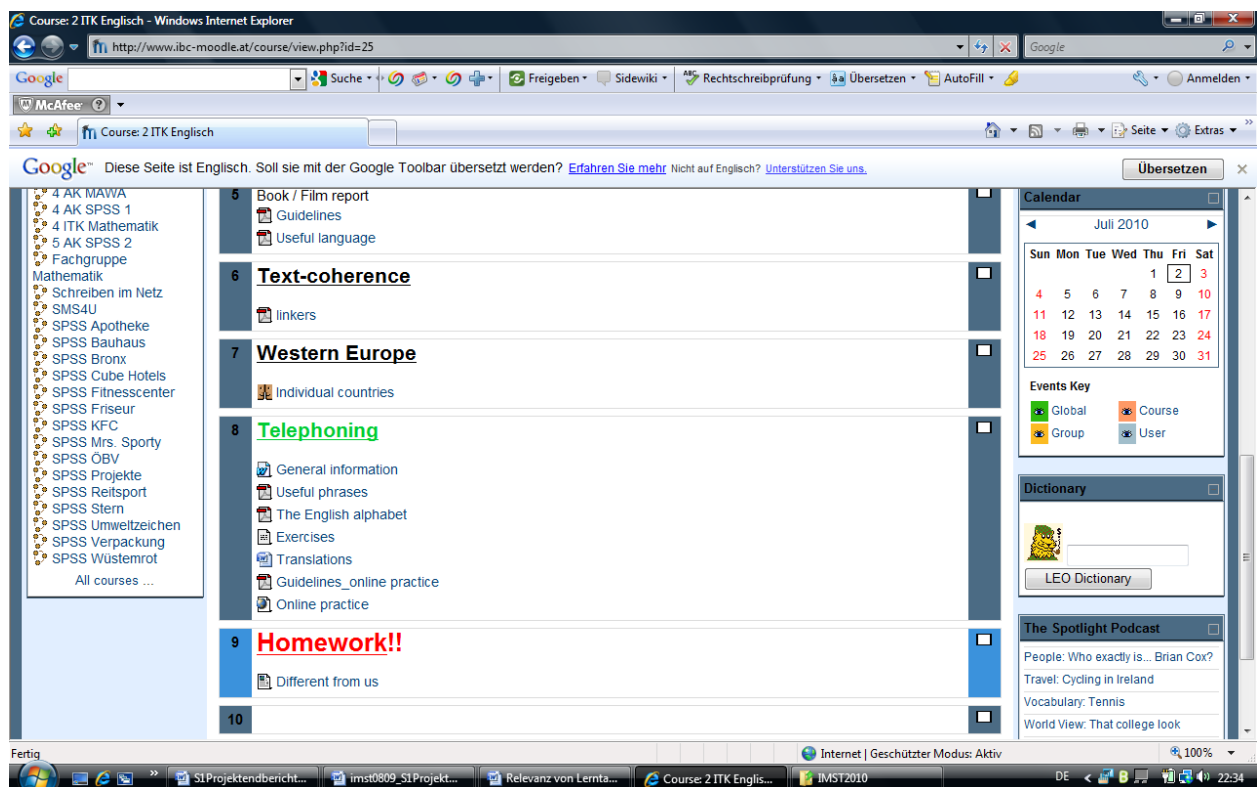 Course: 2 ITK Englisch - Windows Internet Explorer
http://www.ibc-moodle.at/course/view.php?id=25
Google
Google Suche Freigeben Sidewiki Rechtschreibprüfung Übersetzen AutoFill Anmelden
McAfee
Course: 2 ITK Englisch Seite Extras
Google™ Diese Seite ist Englisch. Soll sie mit der Google Toolbar übersetzt werden? Erfahren Sie mehr Nicht auf Englisch? Unterstützen Sie uns. Übersetzen
4 AK MAWA
4 AK SPSS 1
4 ITK Mathematik
5 AK SPSS 2
Fachgruppe
Mathematik
Schreiben im Netz
SMS4U
SPSS Apotheke
SPSS Bauhaus
SPSS Bronx
SPSS Cube Hotels
SPSS Fitnesscenter
SPSS Friseur
SPSS KFC
SPSS Mrs. Sporty
SPSS ÖBV
SPSS Projekte
SPSS Reitsport
SPSS Stern
SPSS Umweltzeichen
SPSS Verpackung
SPSS Wüstemrot
All courses ...
5 Book / Film report
Guidelines
Useful language
6 Text-coherence
linkers
7 Western Europe
Individual countries
8 Telephoning
General information
Useful phrases
The English alphabet
Exercises
Translations
Guidelines_online practice
Online practice
9 Homework!!
Different from us
10
Calendar
Juli 2010
Sun Mon Tue Wed Thu Fri Sat
1 2 3
4 5 6 7 8 9 10
11 12 13 14 15 16 17
18 19 20 21 22 23 24
25 26 27 28 29 30 31
Events Key
Global Course
Group User
Dictionary
LEO Dictionary
The Spotlight Podcast
People: Who exactly is... Brian Cox?
Travel: Cycling in Ireland
Vocabulary: Tennis
World View: That college look
Fertig Internet | Geschützter Modus: Aktiv 100%
S1Projektendbericht... imst0809_S1Projekt... Relevanz von Lernta... Course: 2 ITK Englis... IMST2010 DE 22:34